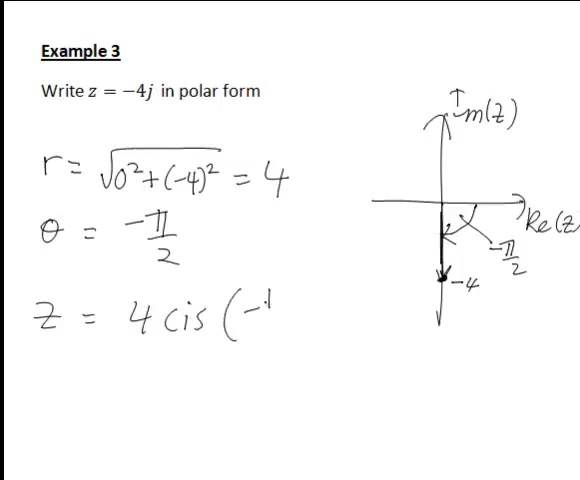 Example 3
Write z = −4j in polar form
r = √0² + (-4)² = 4
θ = -π/2
z = 4 cis (-
Im(z)
Re(z)
-π/2
-4